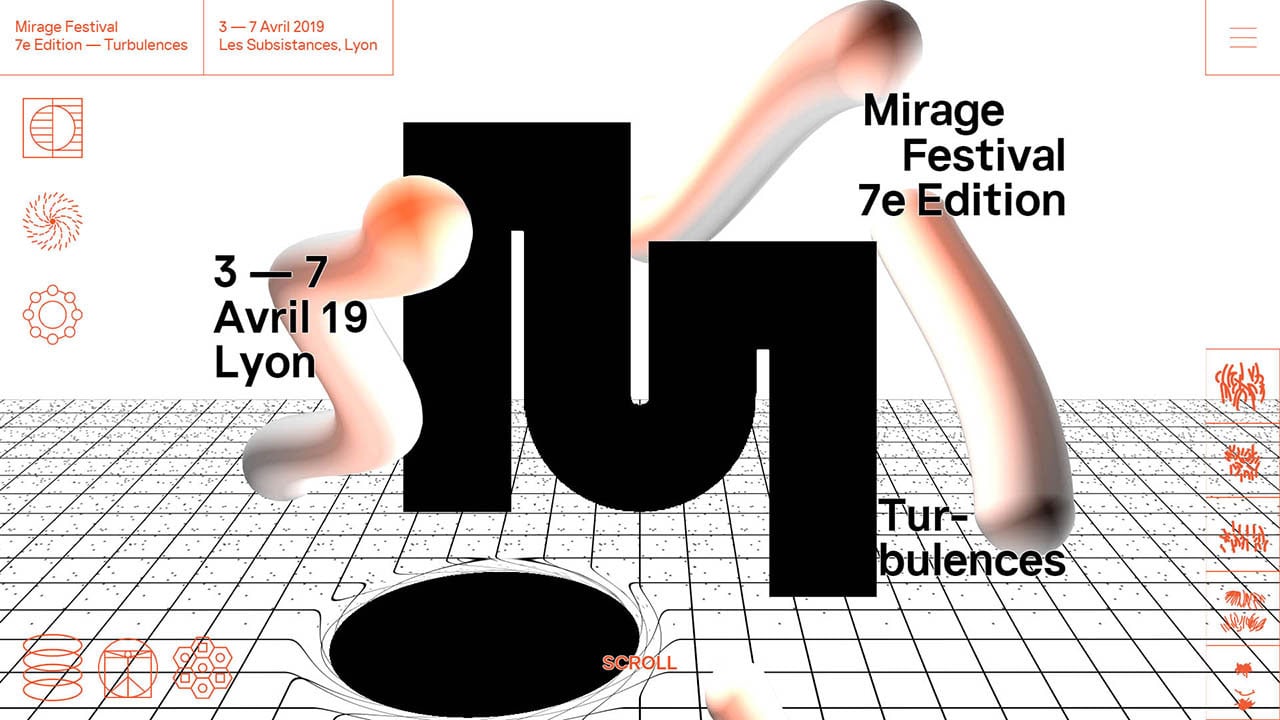 Mirage Festival
7e Edition — Turbulences
3 — 7 Avril 2019
Les Subsistances, Lyon
Mirage
Festival
7e Edition
3 — 7
Avril 19
Lyon
Tur-
bulences
SCROLL